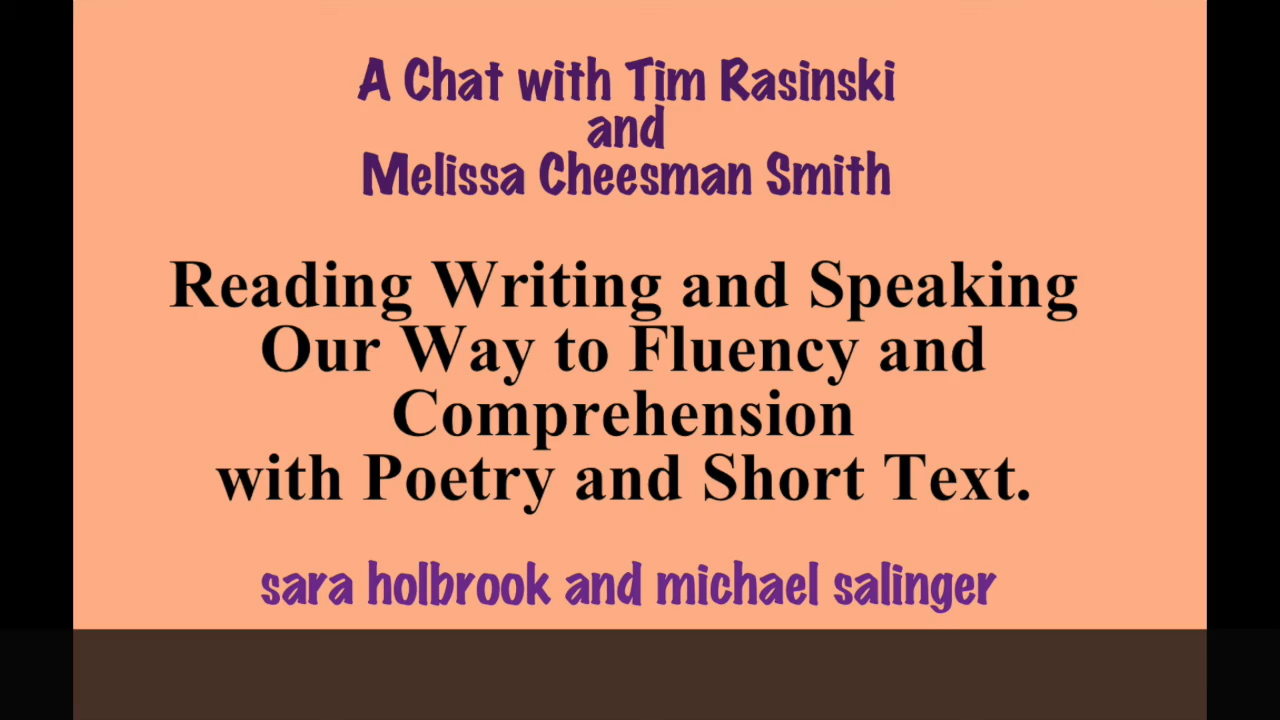 A Chat with Tim Rasinski
and
Melissa Cheesman Smith
Reading Writing and Speaking
Our Way to Fluency and
Comprehension
with Poetry and Short Text.
sara holbrook and michael salinger